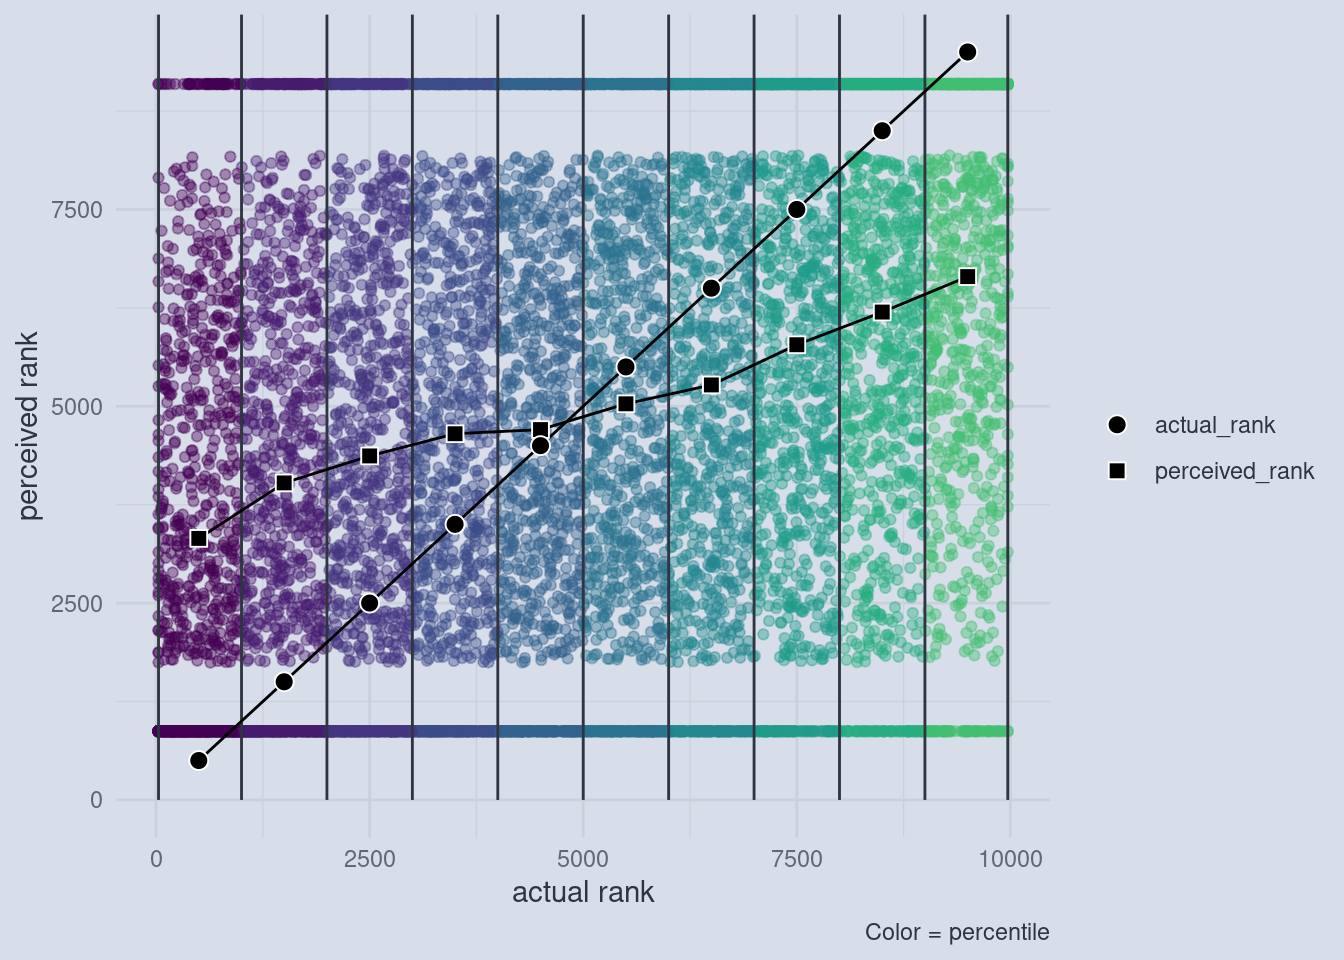 7500
5000
2500
0
perceived rank
0 2500 5000 7500 10000
actual rank
actual_rank
perceived_rank
Color = percentile